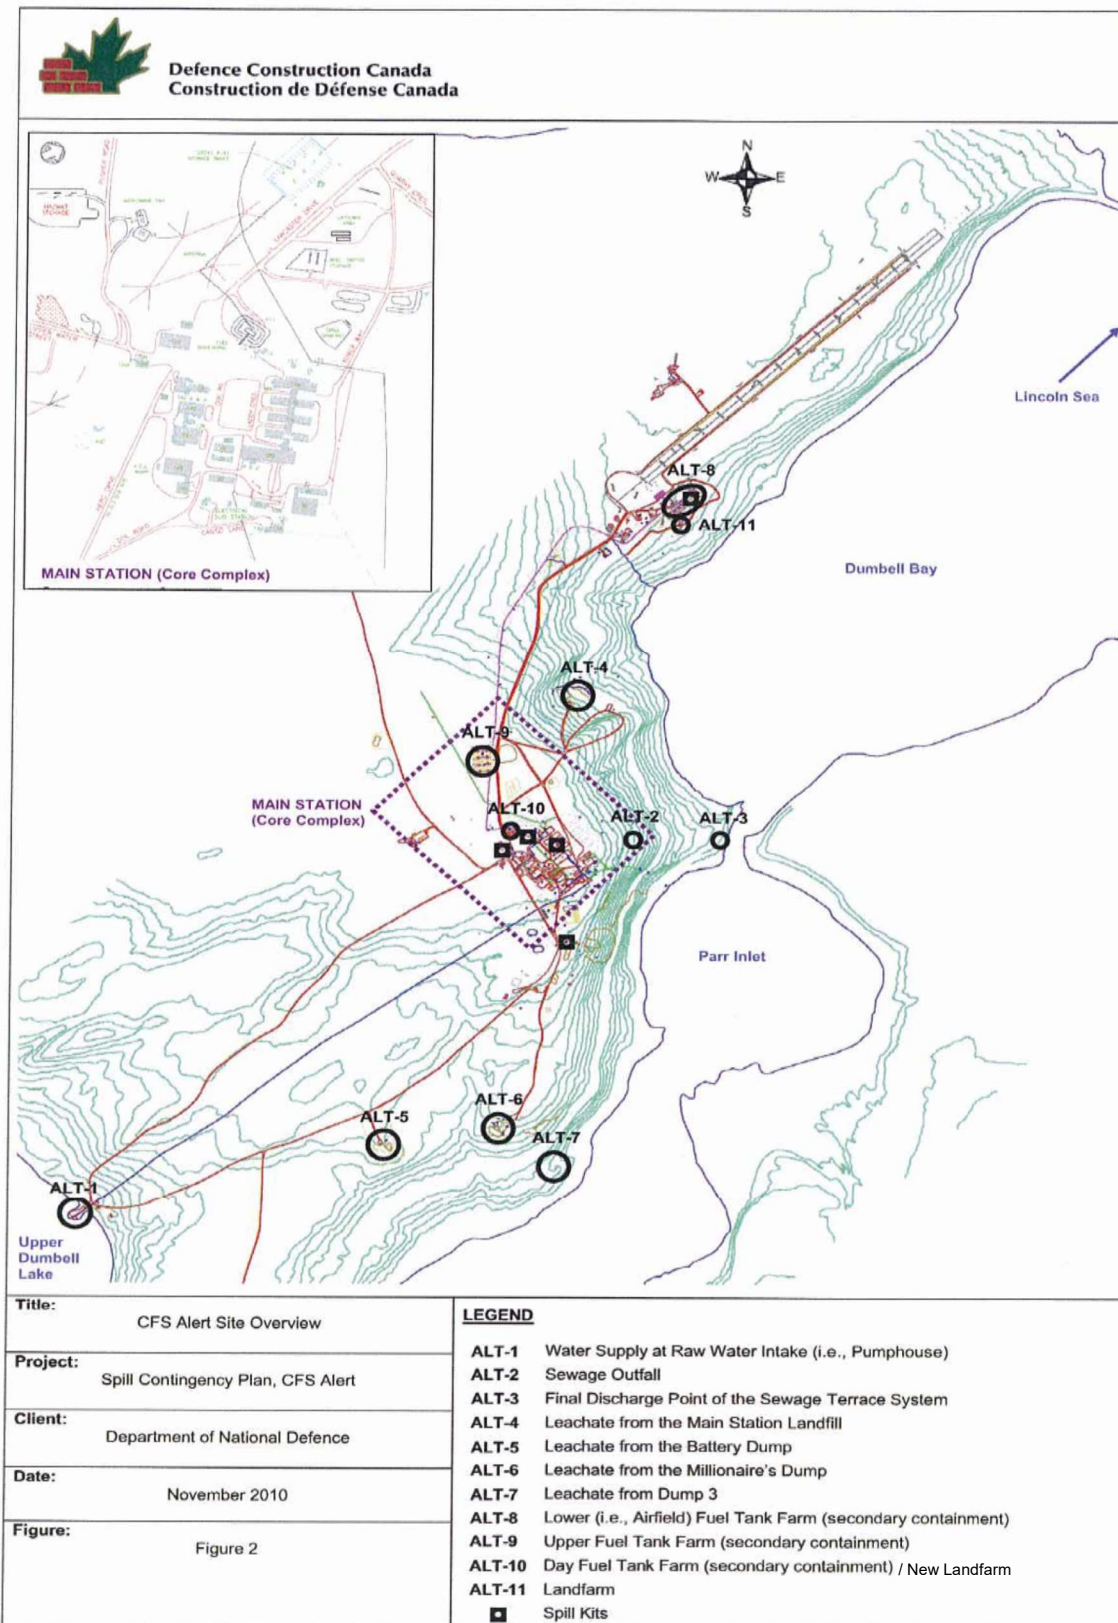 Defence Construction Canada
Construction de Défense Canada
MAIN STATION (Core Complex)
N
W E
S
Lincoln Sea
ALT-8
ALT-11
Dumbell Bay
ALT-4
ALT-9
MAIN STATION
(Core Complex)
ALT-10
ALT-2
ALT-3
Parr Inlet
ALT-6
ALT-5
ALT-7
ALT-1
Upper
Dumbell
Lake
Title:
CFS Alert Site Overview
Project:
Spill Contingency Plan, CFS Alert
Client:
Department of National Defence
Date:
November 2010
Figure:
Figure 2
LEGEND
ALT-1 Water Supply at Raw Water Intake (i.e., Pumphouse)
ALT-2 Sewage Outfall
ALT-3 Final Discharge Point of the Sewage Terrace System
ALT-4 Leachate from the Main Station Landfill
ALT-5 Leachate from the Battery Dump
ALT-6 Leachate from the Millionaire's Dump
ALT-7 Leachate from Dump 3
ALT-8 Lower (i.e., Airfield) Fuel Tank Farm (secondary containment)
ALT-9 Upper Fuel Tank Farm (secondary containment)
ALT-10 Day Fuel Tank Farm (secondary containment) / New Landfarm
ALT-11 Landfarm
Spill Kits